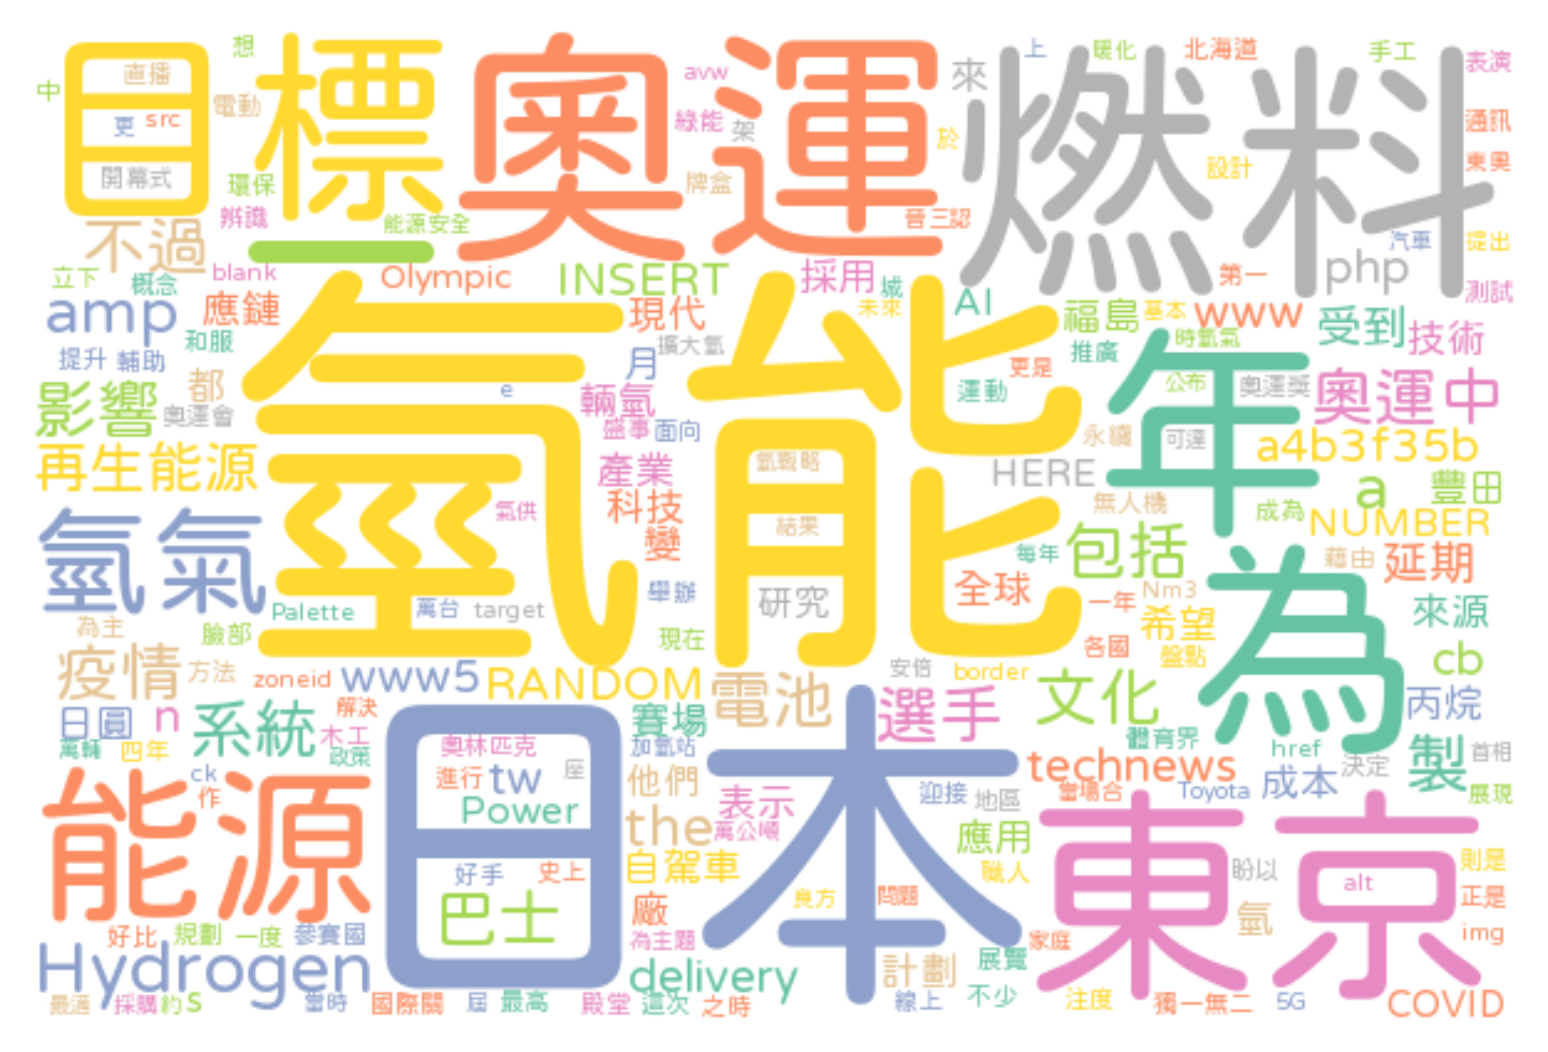 想
中
直播
目標
奧運
燃料
avw
上
暖化
北海道
手工
表演
電動
更
src
綠能
架
來
於
通訊
東奧
開幕式
環保
牌盒
設計
辨識
能源安全
晉三認
汽車
提出
不過
一
立下
概念
blank
Olympic
INSERT
採用
城
第一
php
測試
amp
應鏈
現代
未來
AI
福島
基本
www
受到
技術
和服
提升
輔助
月
擴大氫
推廣
時氫氣
氫能
年
影響
都
奧運會
e
輛氫
更是
運動
公布
奧運獎
奧運中
盛事
面向
永續
可達
a4b3f35b
再生能源
產業
氫戰略
HERE
a
豐田
氫氣
氣供
科技
結果
無人機
成為
NUMBER
變
每年
包括
藉由
延期
Palette
萬台
target
舉辦
研究
全球
一年
Nm3
希望
為
來源
為主
臉部
現在
各國
盤點
疫情
方法
zoneid
www5
RANDOM
電池
安倍
border
文化
cb
丙烷
日圓
n
系統
解決
木工
賽場
選手
萬輔
四年
政策
奧林匹克
加氫站
體育界
href
決定
製
首相
ck
作
進行
tw
座
他們
technews
成本
展現
能源
日本
Power
表示
迎接
地區
當場合
Toyota
the
萬公噸
應用
東京
好手
史上
自駕車
職人
盼以
alt
則是
巴士
廠
良方
問題
正是
氫
img
好比
規劃
一度
參賽國
為主題
家庭
Hydrogen
delivery
計劃
展覽
最適
採購
約
s
當時
國際關
屆
最高
殿堂
這次
之時
線上
不少
注度
獨一無二
5G
COVID